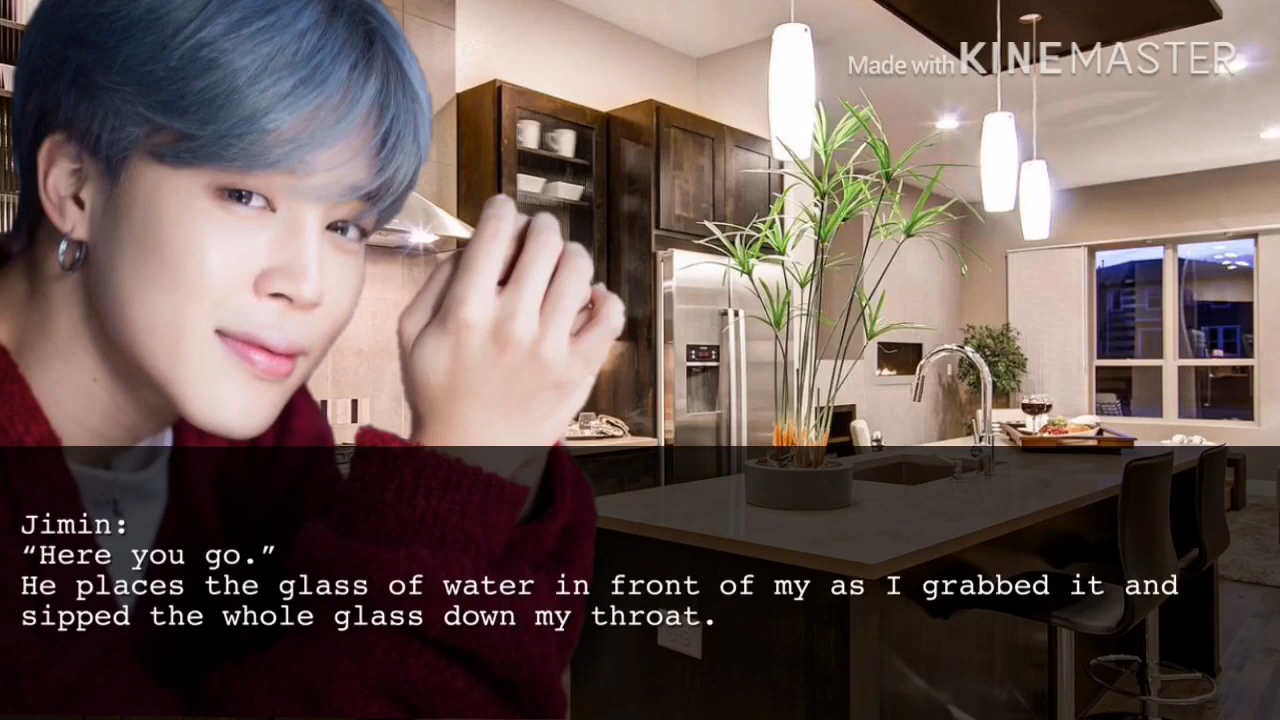 Made with KINEMASTER
Jimin:
“Here you go.”
He places the glass of water in front of my as I grabbed it and
sipped the whole glass down my throat.